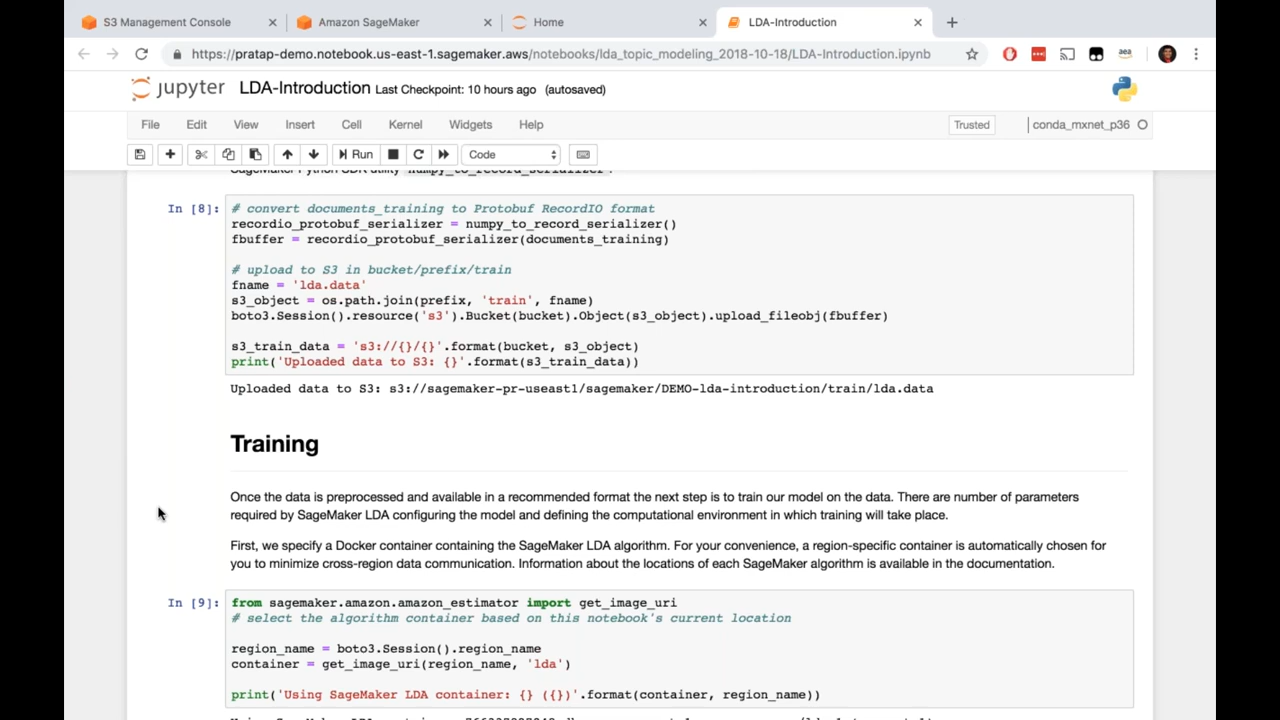 S3 Management Console
Amazon SageMaker
Home
LDA-Introduction
https://pratap-demo.notebook.us-east-1.sagemaker.aws/notebooks/lda_topic_modeling_2018-10-18/LDA-Introduction.ipynb
jupyter LDA-Introduction Last Checkpoint: 10 hours ago (autosaved)
File Edit View Insert Cell Kernel Widgets Help Trusted conda_mxnet_p36
Run Code
SageMaker Python SDK utility numpy_to_record_serializer .
In [8]: # convert documents_training to Protobuf RecordIO format
recordio_protobuf_serializer = numpy_to_record_serializer()
fbuffer = recordio_protobuf_serializer(documents_training)
# upload to S3 in bucket/prefix/train
fname = 'lda.data'
s3_object = os.path.join(prefix, 'train', fname)
boto3.Session().resource('s3').Bucket(bucket).Object(s3_object).upload_fileobj(fbuffer)
s3_train_data = 's3://{}/{}'.format(bucket, s3_object)
print('Uploaded data to S3: {}'.format(s3_train_data))
Uploaded data to S3: s3://sagemaker-pr-useast1/sagemaker/DEMO-lda-introduction/train/lda.data
Training
Once the data is preprocessed and available in a recommended format the next step is to train our model on the data. There are number of parameters
required by SageMaker LDA configuring the model and defining the computational environment in which training will take place.
First, we specify a Docker container containing the SageMaker LDA algorithm. For your convenience, a region-specific container is automatically chosen for
you to minimize cross-region data communication. Information about the locations of each SageMaker algorithm is available in the documentation.
In [9]: from sagemaker.amazon.amazon_estimator import get_image_uri
# select the algorithm container based on this notebook's current location
region_name = boto3.Session().region_name
container = get_image_uri(region_name, 'lda')
print('Using SageMaker LDA container: {} ({})'.format(container, region_name))